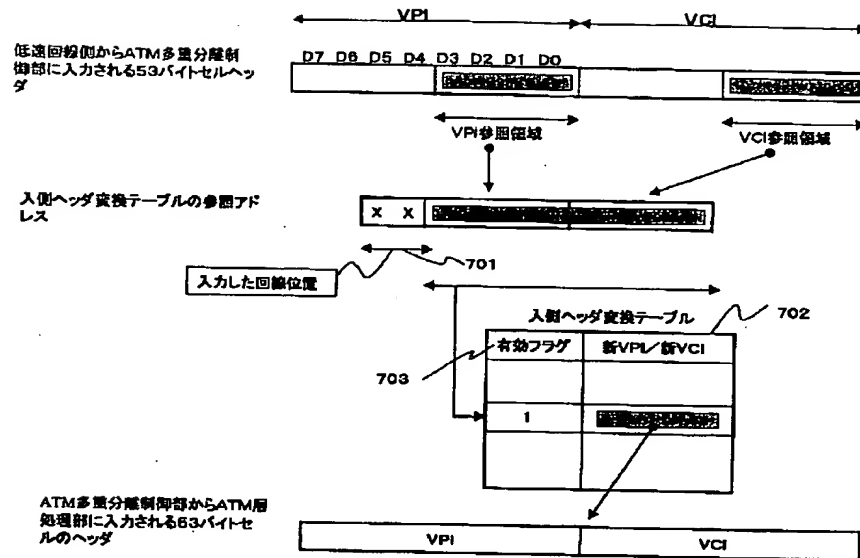 VPI VCI
低速回線側からATM多重分離制
御部に入力される53バイトセルヘッ
ダ
D7 D6 D5 D4 D3 D2 D1 D0
VPI参照領域
VCI参照領域
入側ヘッダ変換テーブルの参照アド
レス
X X
701
入力した回線位置
入側ヘッダ変換テーブル
702
有効フラグ 新VPI/新VCI
703
1
ATM多重分離制御部からATM層
処理部に入力される53バイトセ
ルのヘッダ
VPI VCI